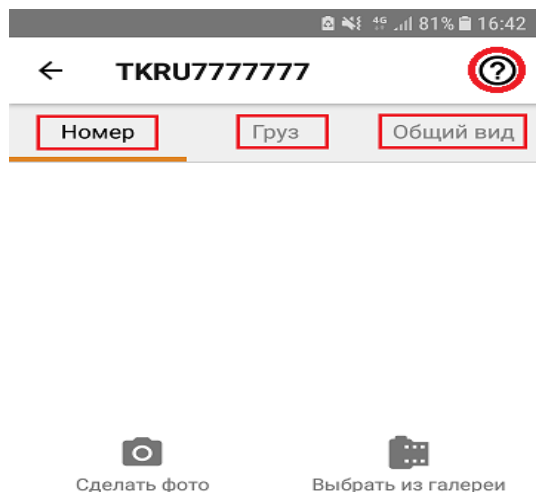 4G 81% 16:42
TKRU7777777 ?
Номер Груз Общий вид
Сделать фото Выбрать из галереи